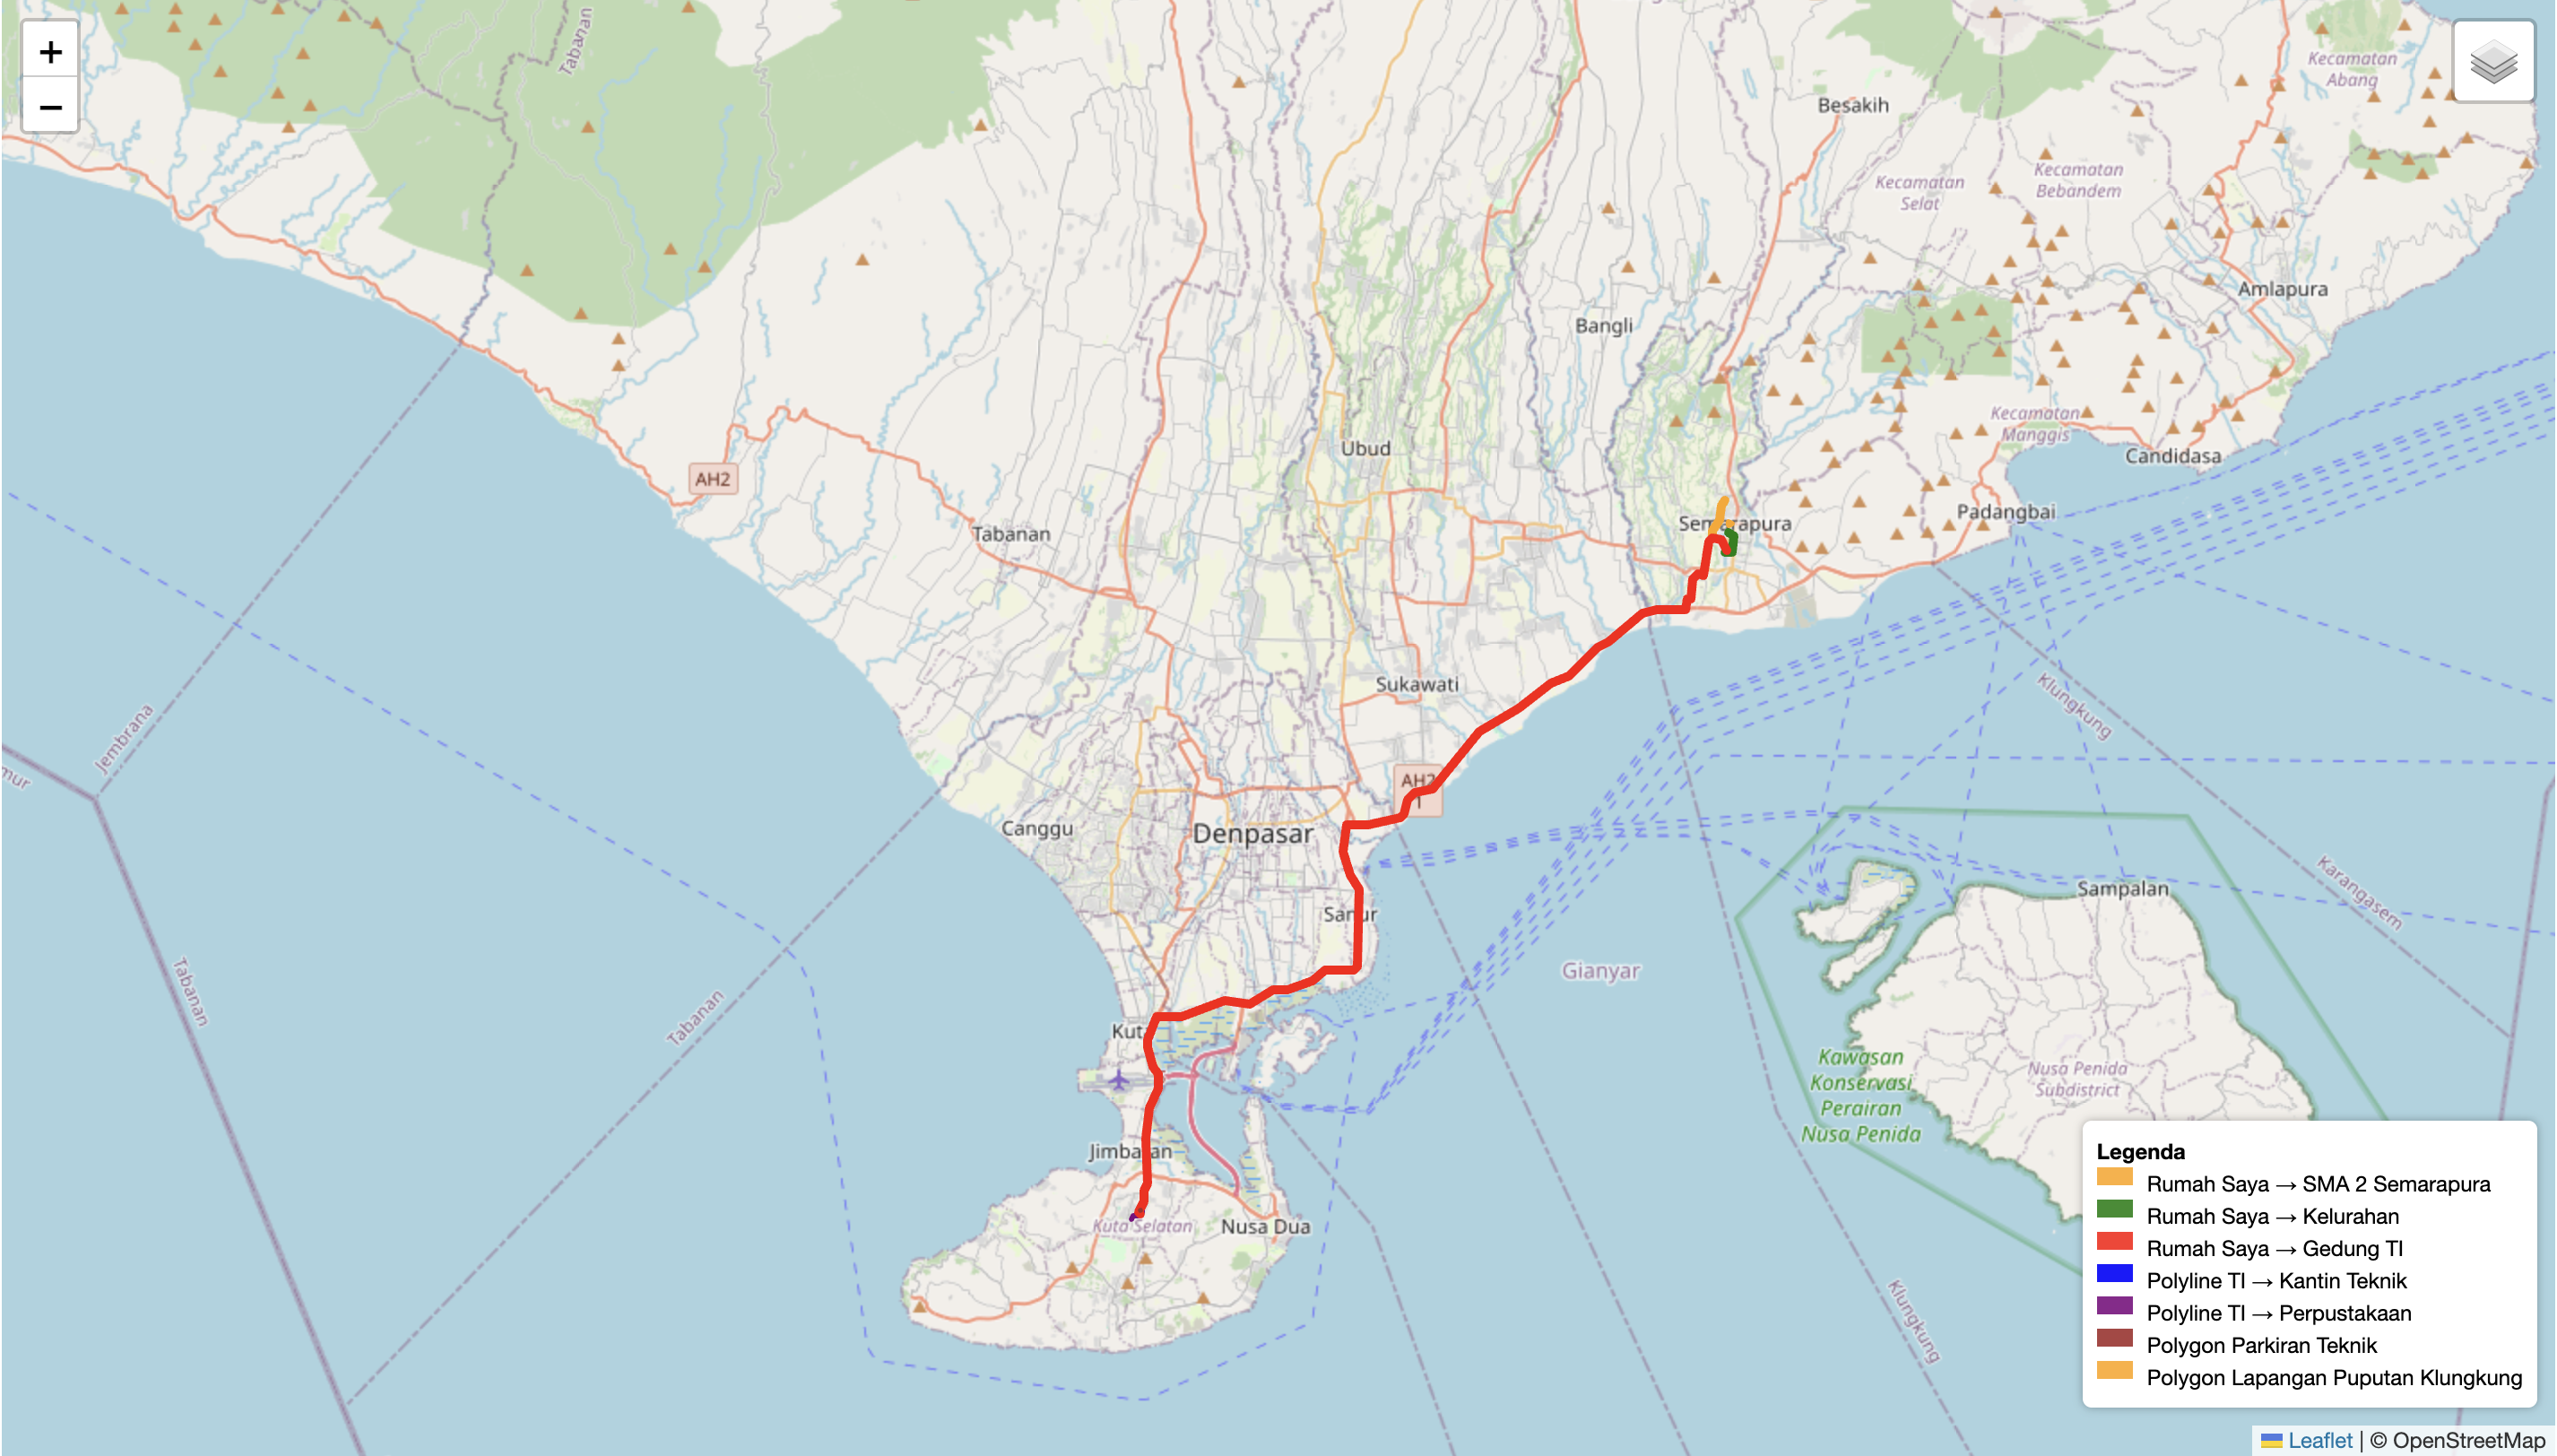 +
−
Tabanan
Besakih
Kecamatan
Abang
Kecamatan
Selat
Kecamatan
Bebandem
Amlapura
Bangli
Kecamatan
Manggis
Candidasa
Ubud
AH2
Semarapura
Padangbai
Tabanan
Sukawati
Klungkung
Jembrana
mur
AH2
1
Canggu
Denpasar
Sanur
Sampalan
Karangasem
Gianyar
Tabanan
Tabanan
Kuta
Kawasan
Konservasi
Perairan
Nusa Penida
Nusa Penida
Subdistrict
Jimbaran
Kuta Selatan
Nusa Dua
Klungkung
Legenda
Rumah Saya → SMA 2 Semarapura
Rumah Saya → Kelurahan
Rumah Saya → Gedung TI
Polyline TI → Kantin Teknik
Polyline TI → Perpustakaan
Polygon Parkiran Teknik
Polygon Lapangan Puputan Klungkung
Leaflet | © OpenStreetMap